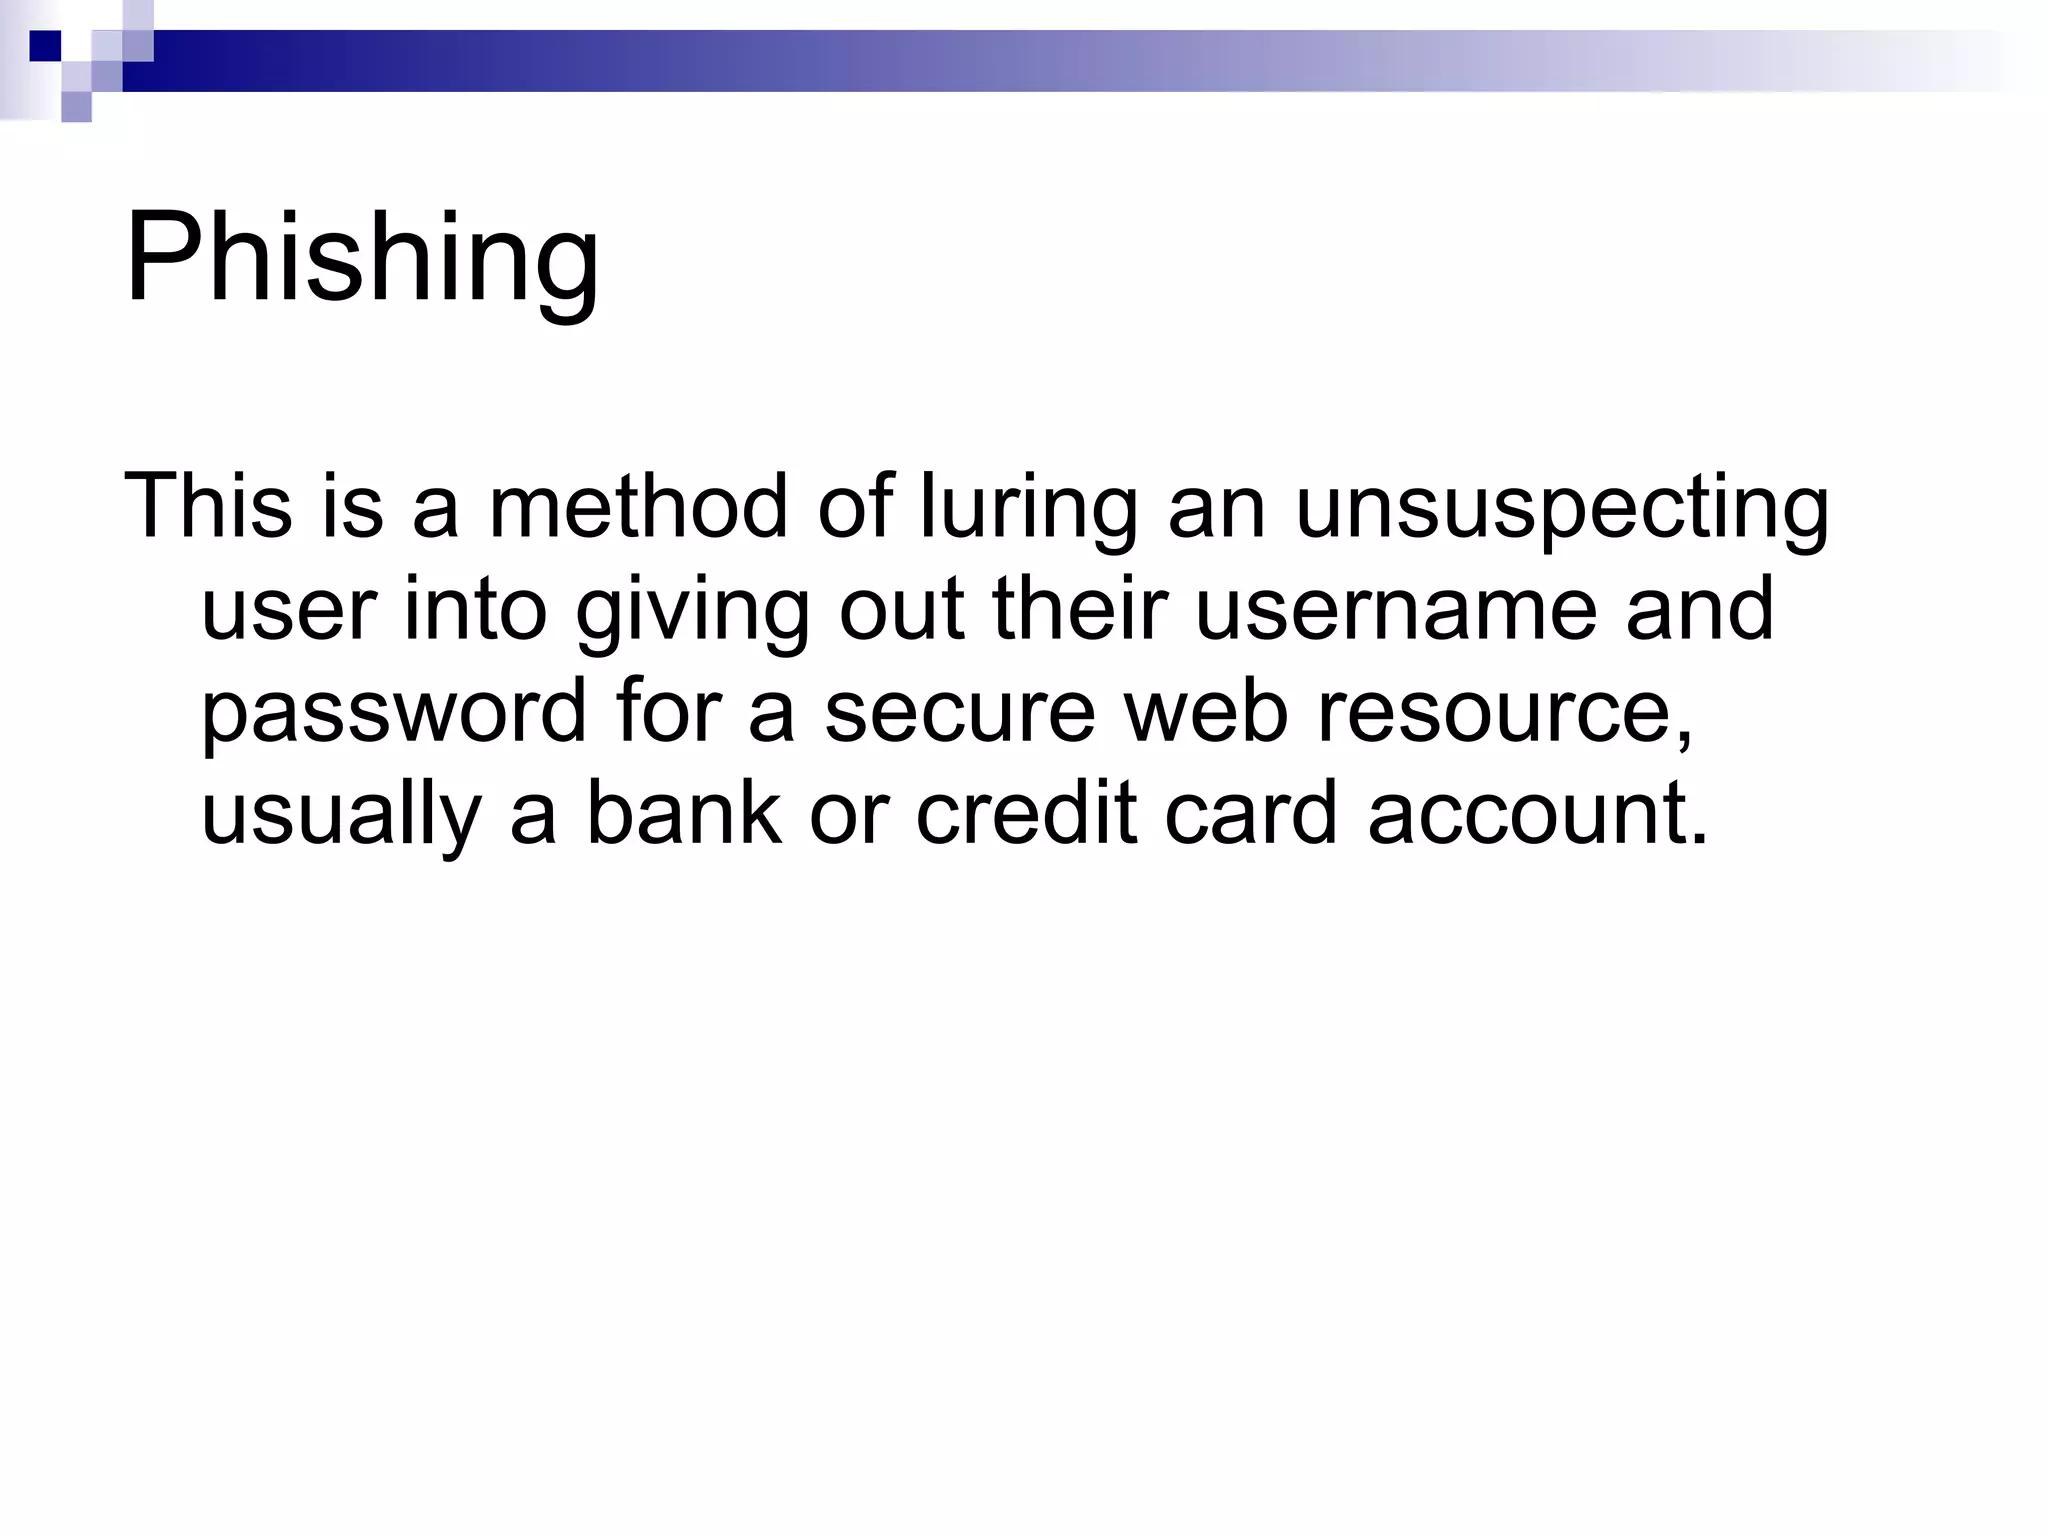 Phishing
This is a method of luring an unsuspecting
user into giving out their username and
password for a secure web resource,
usually a bank or credit card account.